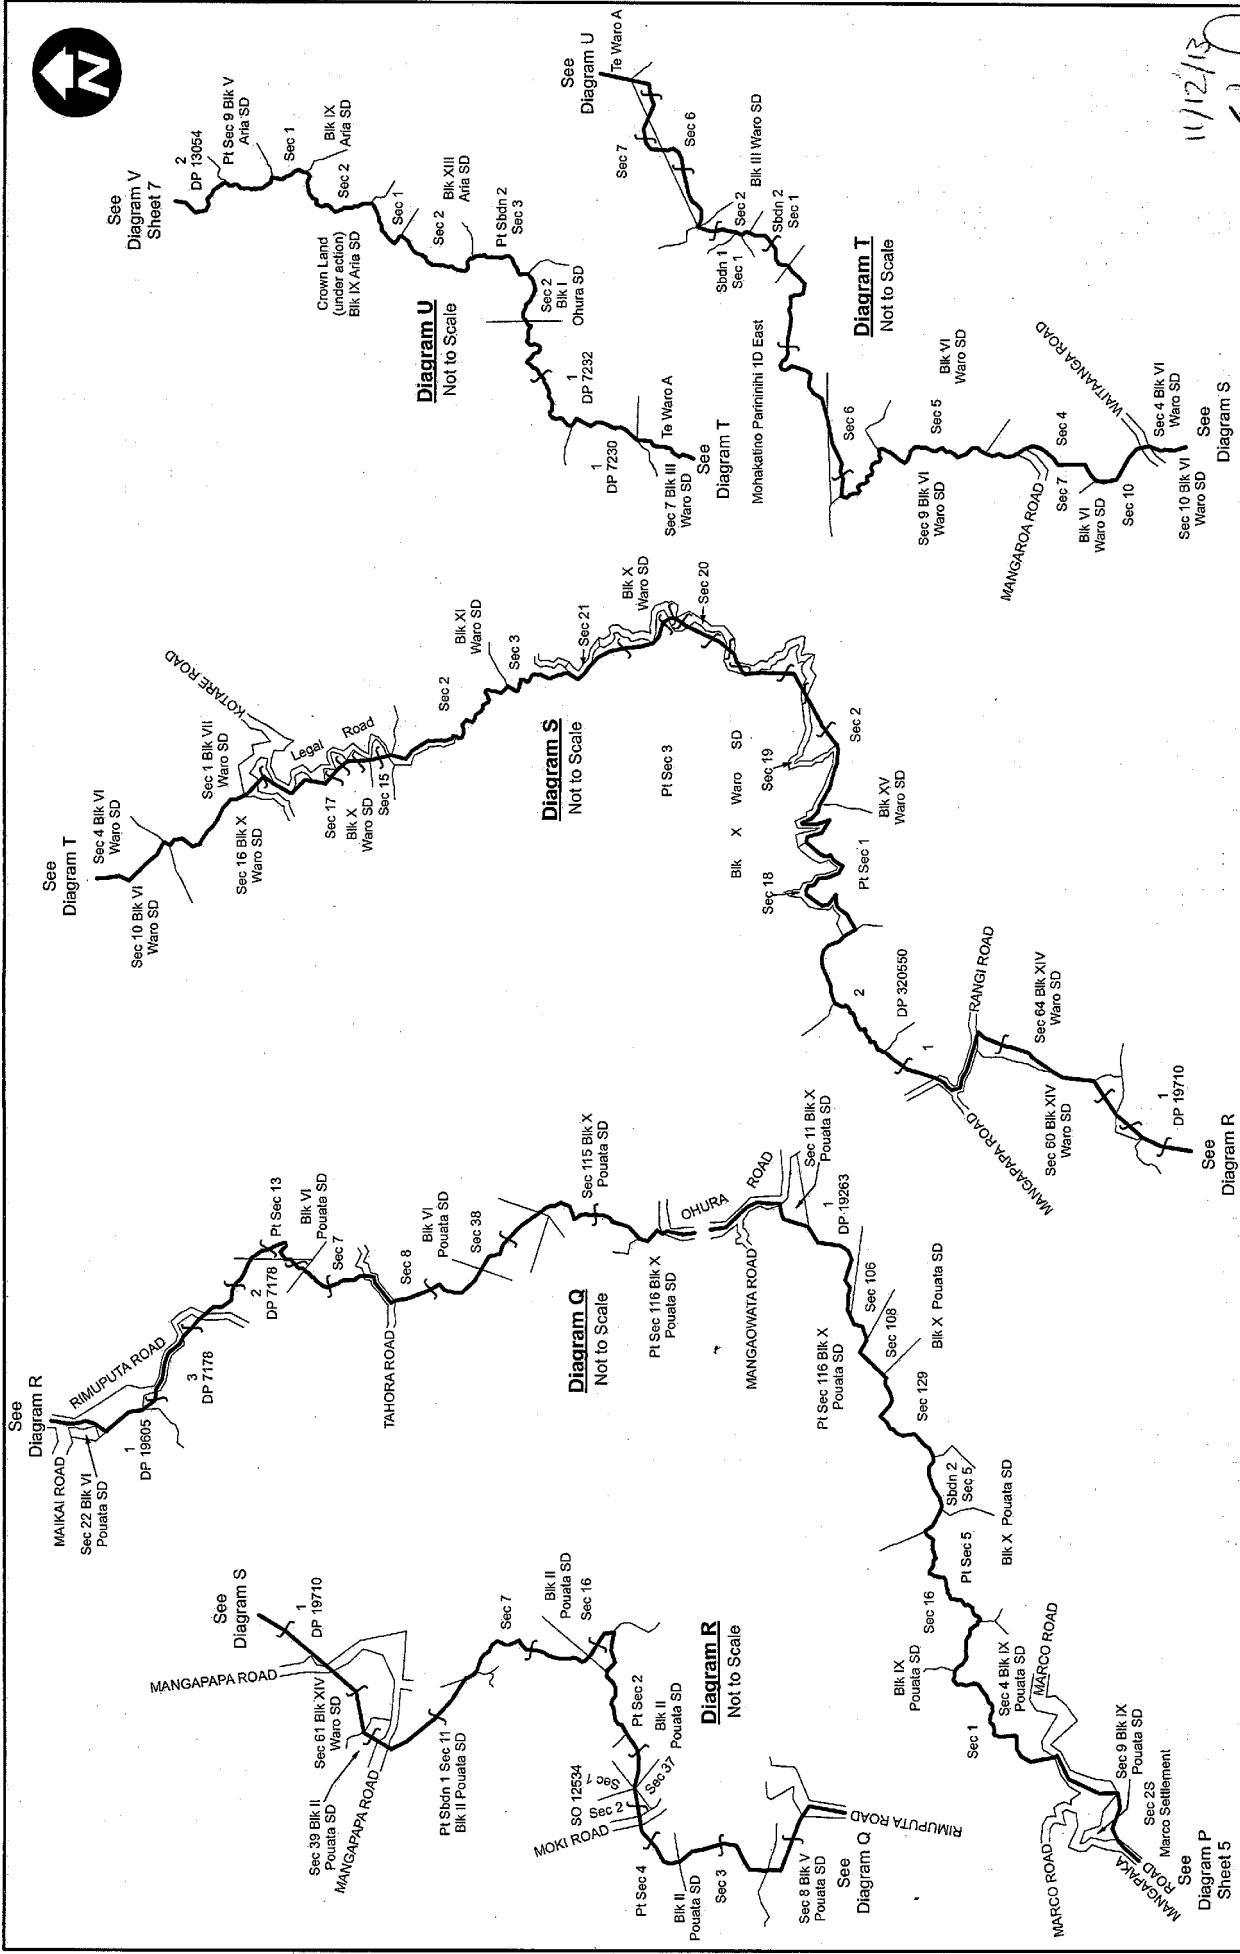 N
See
Diagram V
Sheet 7
2
DP 13054
Pt Sec 9 Blk V
Aria SD
Sec 1
Blk IX
Aria SD
Sec 2
Crown Land
(under action)
Blk IX Aria SD
Sec 1
Sec 2
Blk XIII
Aria SD
Pt Sbdn 2
Sec 3
Diagram U
Not to Scale
Sec 2
Blk I
Ohura SD
1
DP 7232
1
DP 7230
Te Waro A
Sec 7 Blk III
Waro SD
See
Diagram T
See
Diagram U
Te Waro A
Sec 7
Sec 6
Blk III Waro SD
Sec 2
Sbdn 1
Sec 1
Sbdn 2
Sec 1
Diagram T
Not to Scale
Mohakatino Parininihi 1D East
Sec 6
Blk VI
Waro SD
Sec 5
Sec 9 Blk VI
Waro SD
MANGAROA ROAD
Sec 4
Sec 7
Blk VI
Waro SD
Sec 10
WAITAANGA ROAD
Sec 4 Blk VI
Waro SD
Sec 10 Blk VI
Waro SD
See
Diagram S
11/12/13
See
Diagram T
Sec 4 Blk VI
Waro SD
Sec 10 Blk VI
Waro SD
Sec 1 Blk VII
Waro SD
KOTARE ROAD
Sec 16 Blk X
Waro SD
Legal Road
Sec 17
Blk X
Waro SD
Sec 15
Sec 2
Blk XI
Waro SD
Sec 3
Diagram S
Not to Scale
Sec 21
Blk X
Waro SD
Sec 20
Pt Sec 3
Blk X Waro SD
Sec 19
Sec 2
Blk XV
Waro SD
Sec 18
Pt Sec 1
2
DP 320550
1
RANGI ROAD
MANGAPAPA ROAD
Sec 64 Blk XIV
Waro SD
Sec 60 Blk XIV
Waro SD
1
DP 19710
See
Diagram R
See
Diagram R
MAIKAI ROAD
RIMUPUTA ROAD
Sec 22 Blk VI
Pouata SD
1
DP 19605
3
DP 7178
2
DP 7178
Pt Sec 13
Blk VI
Pouata SD
Sec 7
TAHORA ROAD
Sec 8
Blk VI
Pouata SD
Sec 38
Diagram Q
Not to Scale
Sec 115 Blk X
Pouata SD
Pt Sec 116 Blk X
Pouata SD
OHURA ROAD
MANGAOWATA ROAD
Sec 11 Blk X
Pouata SD
1
DP 19263
Sec 106
Pt Sec 116 Blk X
Pouata SD
Sec 108
Blk X Pouata SD
Sec 129
Sbdn 2
Sec 5
Pt Sec 5
Blk X Pouata SD
Sec 16
Blk IX
Pouata SD
Sec 4 Blk IX
Pouata SD
MARCO ROAD
Sec 1
Sec 9 Blk IX
Pouata SD
Sec 2S
Marco Settlement
MARCO ROAD
MANGAPAKA
ROAD
See
Diagram P
Sheet 5
See
Diagram S
1
DP 19710
MANGAPAPA ROAD
Sec 61 Blk XIV
Waro SD
Sec 39 Blk II
Pouata SD
MANGAPAPA ROAD
Pt Sbdn 1 Sec 11
Blk II Pouata SD
Sec 7
Blk II
Pouata SD
Sec 16
Pt Sec 2
Blk II
Pouata SD
Diagram R
Not to Scale
SO 12534
Sec 1
Sec 2
Sec 37
MOKI ROAD
Pt Sec 4
Blk II
Pouata SD
Sec 3
Sec 8 Blk V
Pouata SD
RIMUPUTA ROAD
See
Diagram Q